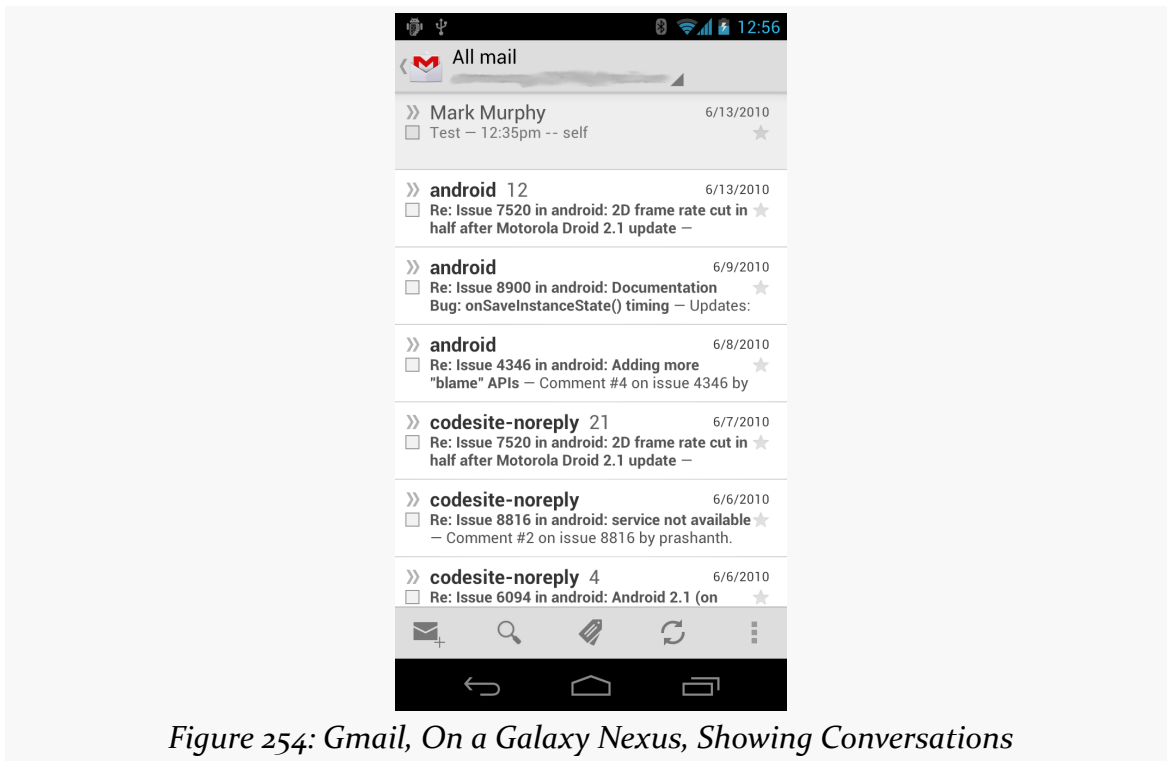 12:56
All mail
Mark Murphy 6/13/2010
Test — 12:35pm -- self
android 12 6/13/2010
Re: Issue 7520 in android: 2D frame rate cut in
half after Motorola Droid 2.1 update —
android 6/9/2010
Re: Issue 8900 in android: Documentation
Bug: onSaveInstanceState() timing — Updates:
android 6/8/2010
Re: Issue 4346 in android: Adding more
"blame" APIs — Comment #4 on issue 4346 by
codesite-noreply 21 6/7/2010
Re: Issue 7520 in android: 2D frame rate cut in
half after Motorola Droid 2.1 update —
codesite-noreply 6/6/2010
Re: Issue 8816 in android: service not available
— Comment #2 on issue 8816 by prashanth.
codesite-noreply 4 6/6/2010
Re: Issue 6094 in android: Android 2.1 (on
Figure 254: Gmail, On a Galaxy Nexus, Showing Conversations